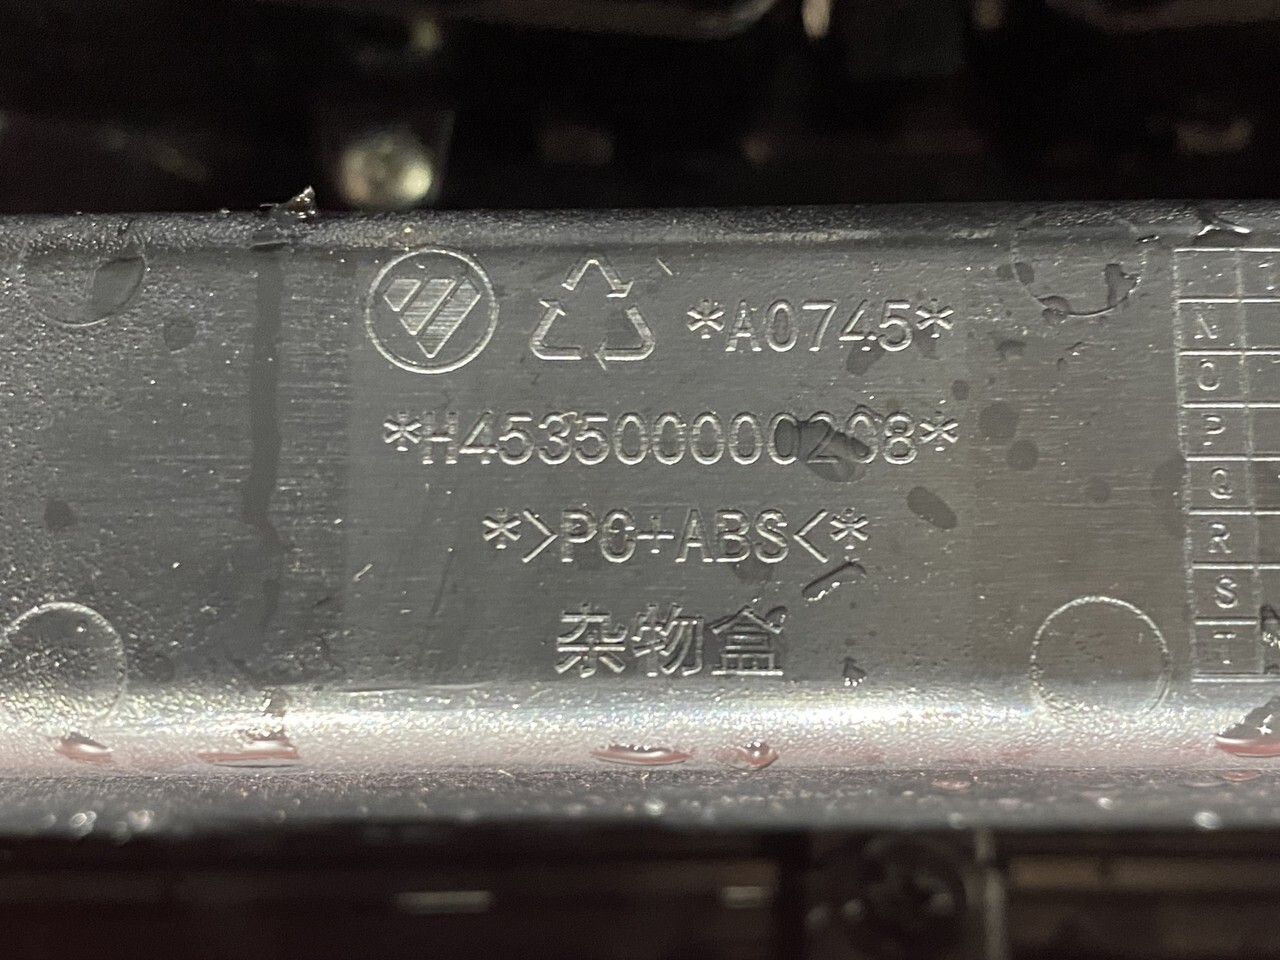 *A0745*
*H4535000000208*
*>PC+ABS<*
杂物盒
N
O
P
Q
R
S
T